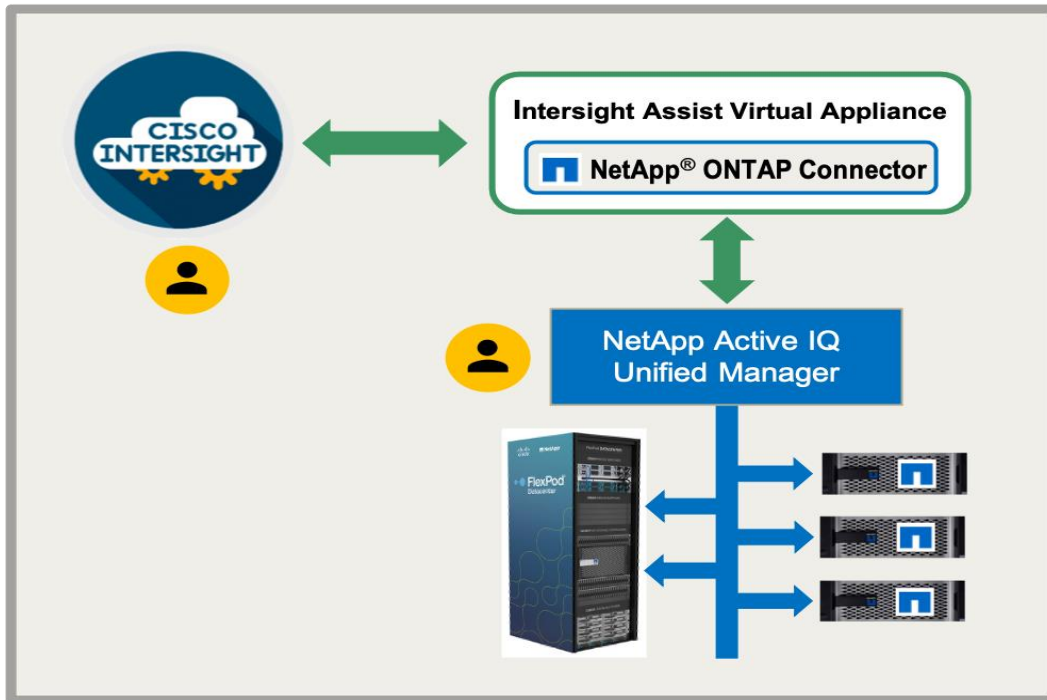 CISCO
INTERSIGHT
Intersight Assist Virtual Appliance
NetApp® ONTAP Connector
NetApp Active IQ
Unified Manager
FlexPod
Datacenter